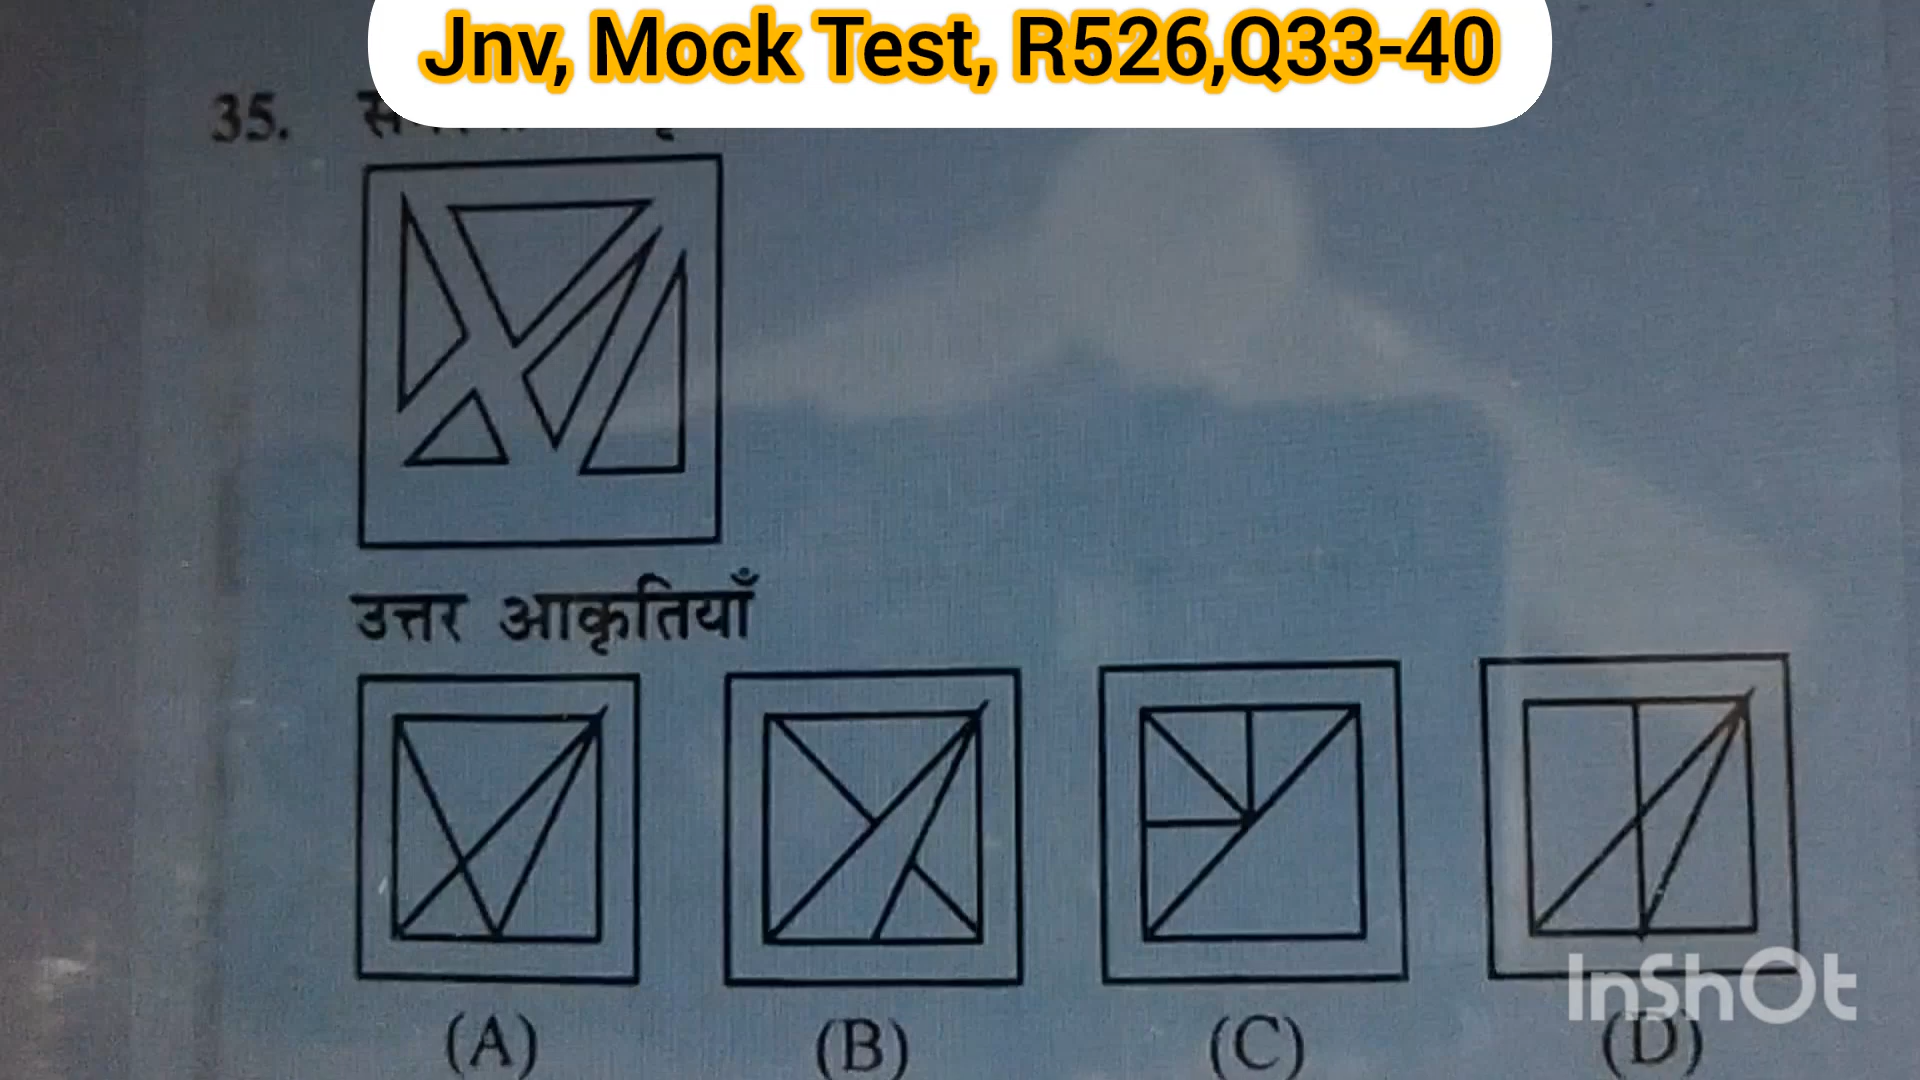 Jnv, Mock Test, R526,Q33-40
35.
उत्तर आकृतियाँ
(A) (B) (C) (D)
InShOt